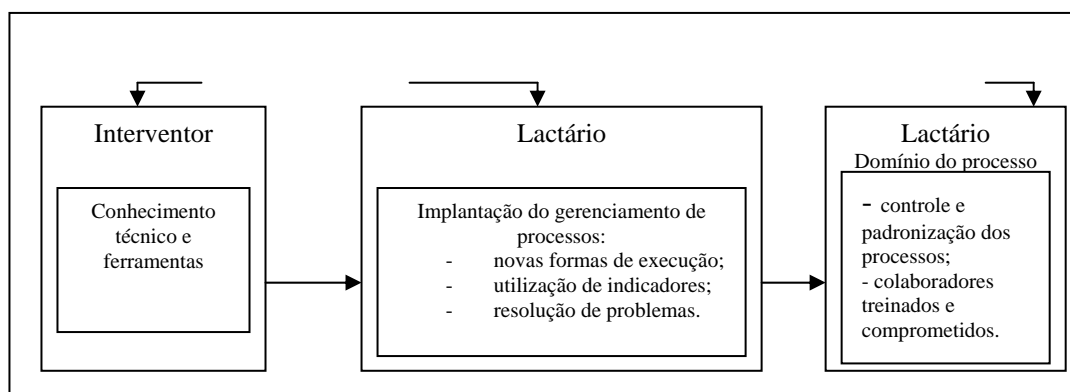 Interventor
Conhecimento
técnico e
ferramentas
Lactário
Implantação do gerenciamento de
processos:
- novas formas de execução;
- utilização de indicadores;
- resolução de problemas.
Lactário
Domínio do processo
- controle e
padronização dos
processos;
- colaboradores
treinados e
comprometidos.